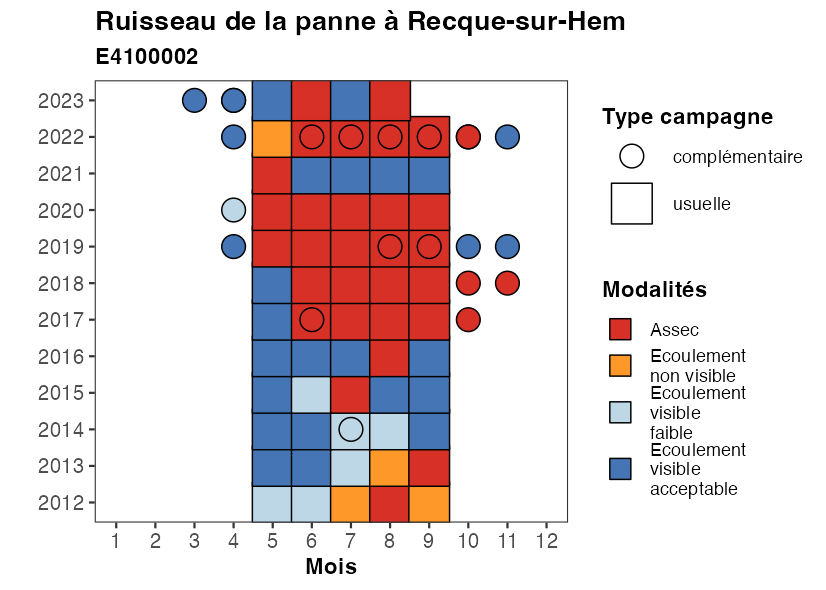 Ruisseau de la panne à Recque-sur-Hem
E4100002
2023
2022
2021
2020
2019
2018
2017
2016
2015
2014
2013
2012
1 2 3 4 5 6 7 8 9 10 11 12
Mois
Type campagne
complémentaire
usuelle
Modalités
Assec
Ecoulement
non visible
Ecoulement
visible
faible
Ecoulement
visible
acceptable